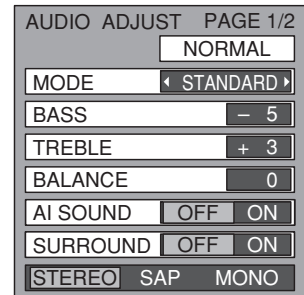 AUDIO ADJUST PAGE 1/2
NORMAL
MODE STANDARD
BASS – 5
TREBLE + 3
BALANCE 0
AI SOUND OFF ON
SURROUND OFF ON
STEREO SAP MONO